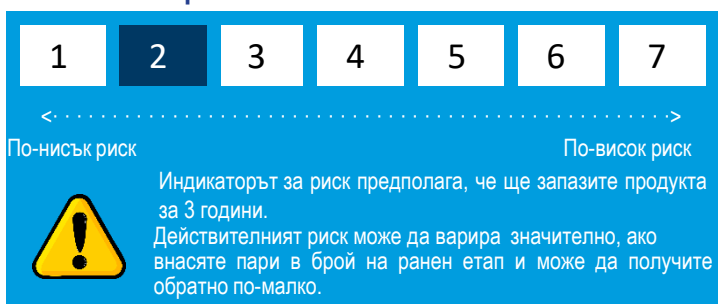 1 2 3 4 5 6 7
<· · · · · · · · · · · · · · · · · · · · · · · · · · · · · · · · · · · · · · · · · · · · · · ·>
По-нисък риск По-висок риск
Индикаторът за риск предполага, че ще запазите продукта
за 3 години.
Действителният риск може да варира значително, ако
внасяте пари в брой на ранен етап и може да получите
обратно по-малко.